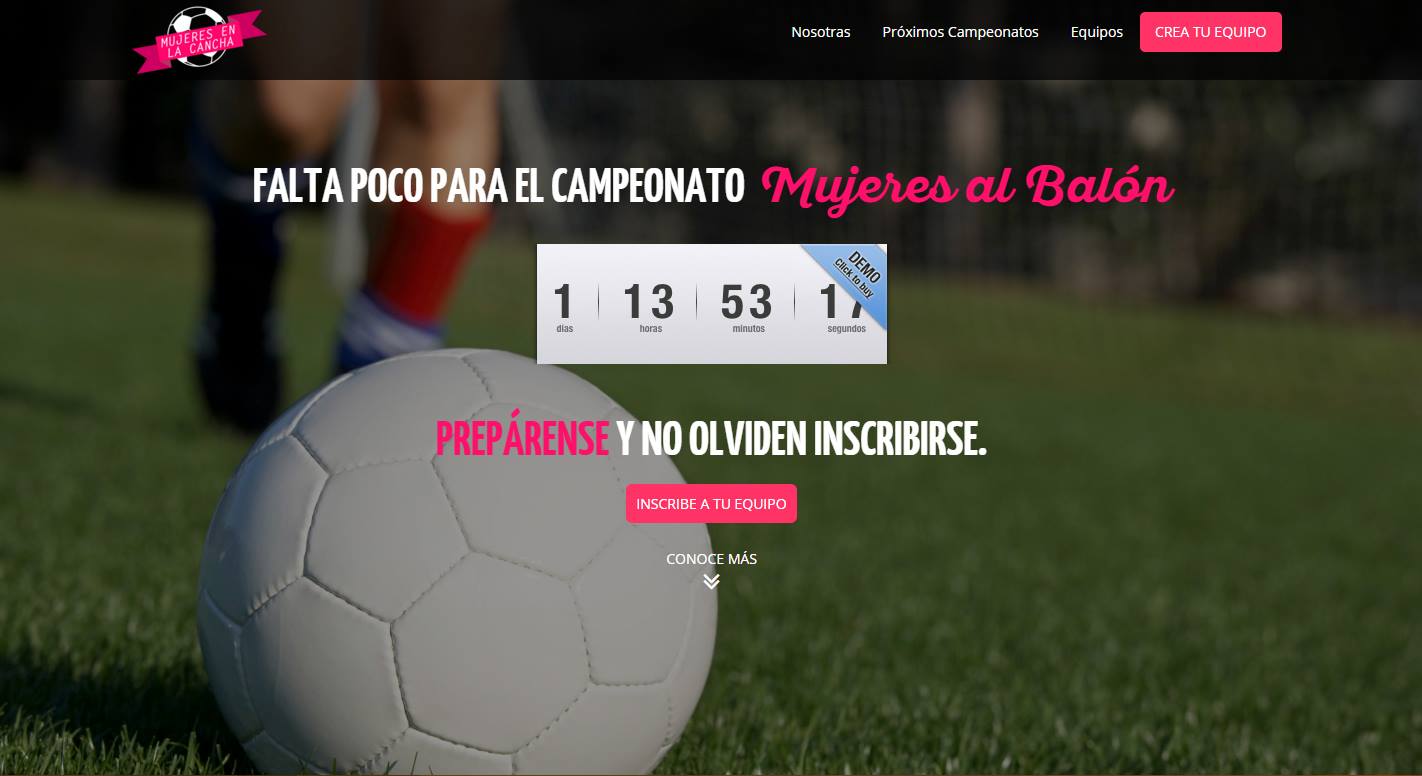 MUJERES EN
LA CANCHA
Nosotras
Próximos Campeonatos
Equipos
CREA TU EQUIPO
FALTA POCO PARA EL CAMPEONATO Mujeres al Balón
1 13 53 17
días horas minutos segundos
DEMO
Click to buy
PREPÁRENSE Y NO OLVIDEN INSCRIBIRSE.
INSCRIBE A TU EQUIPO
CONOCE MÁS